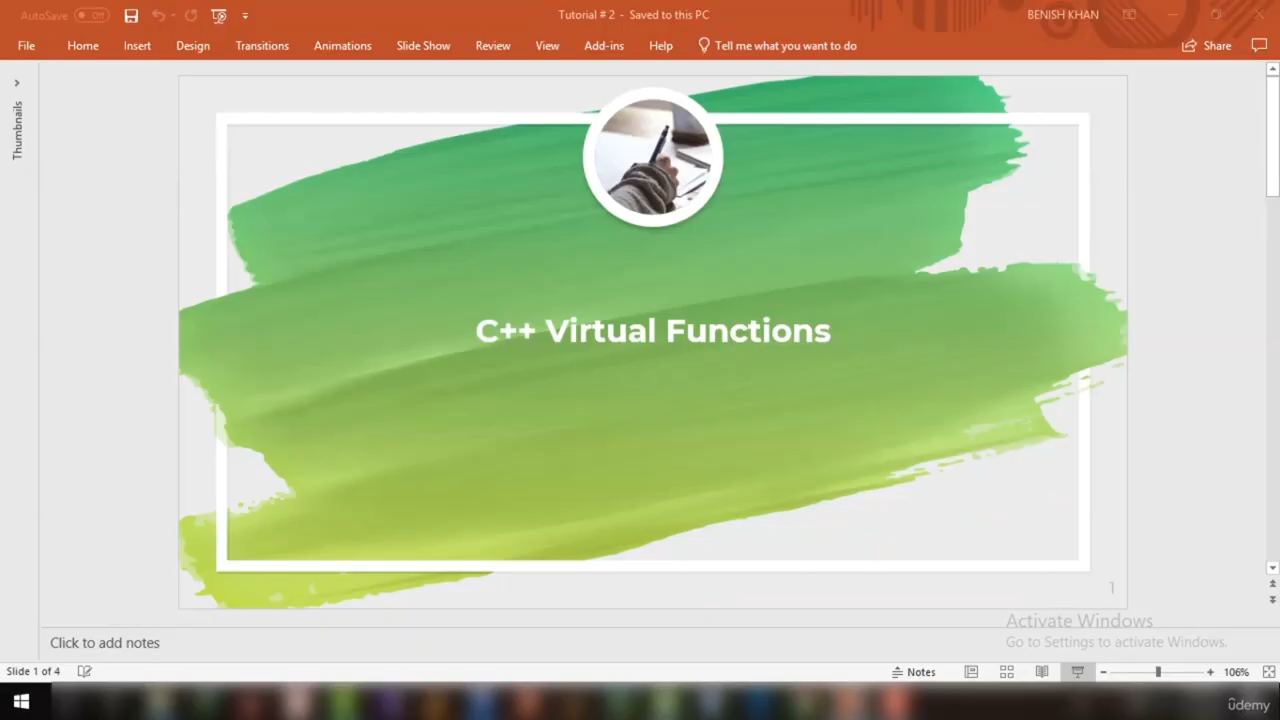 AutoSave Off
Tutorial # 2 - Saved to this PC
BENISH KHAN
File Home Insert Design Transitions Animations Slide Show Review View Add-ins Help Tell me what you want to do Share
Thumbnails
C++ Virtual Functions
1
Click to add notes
Activate Windows
Go to Settings to activate Windows.
Slide 1 of 4 Notes 106%
ûdemy